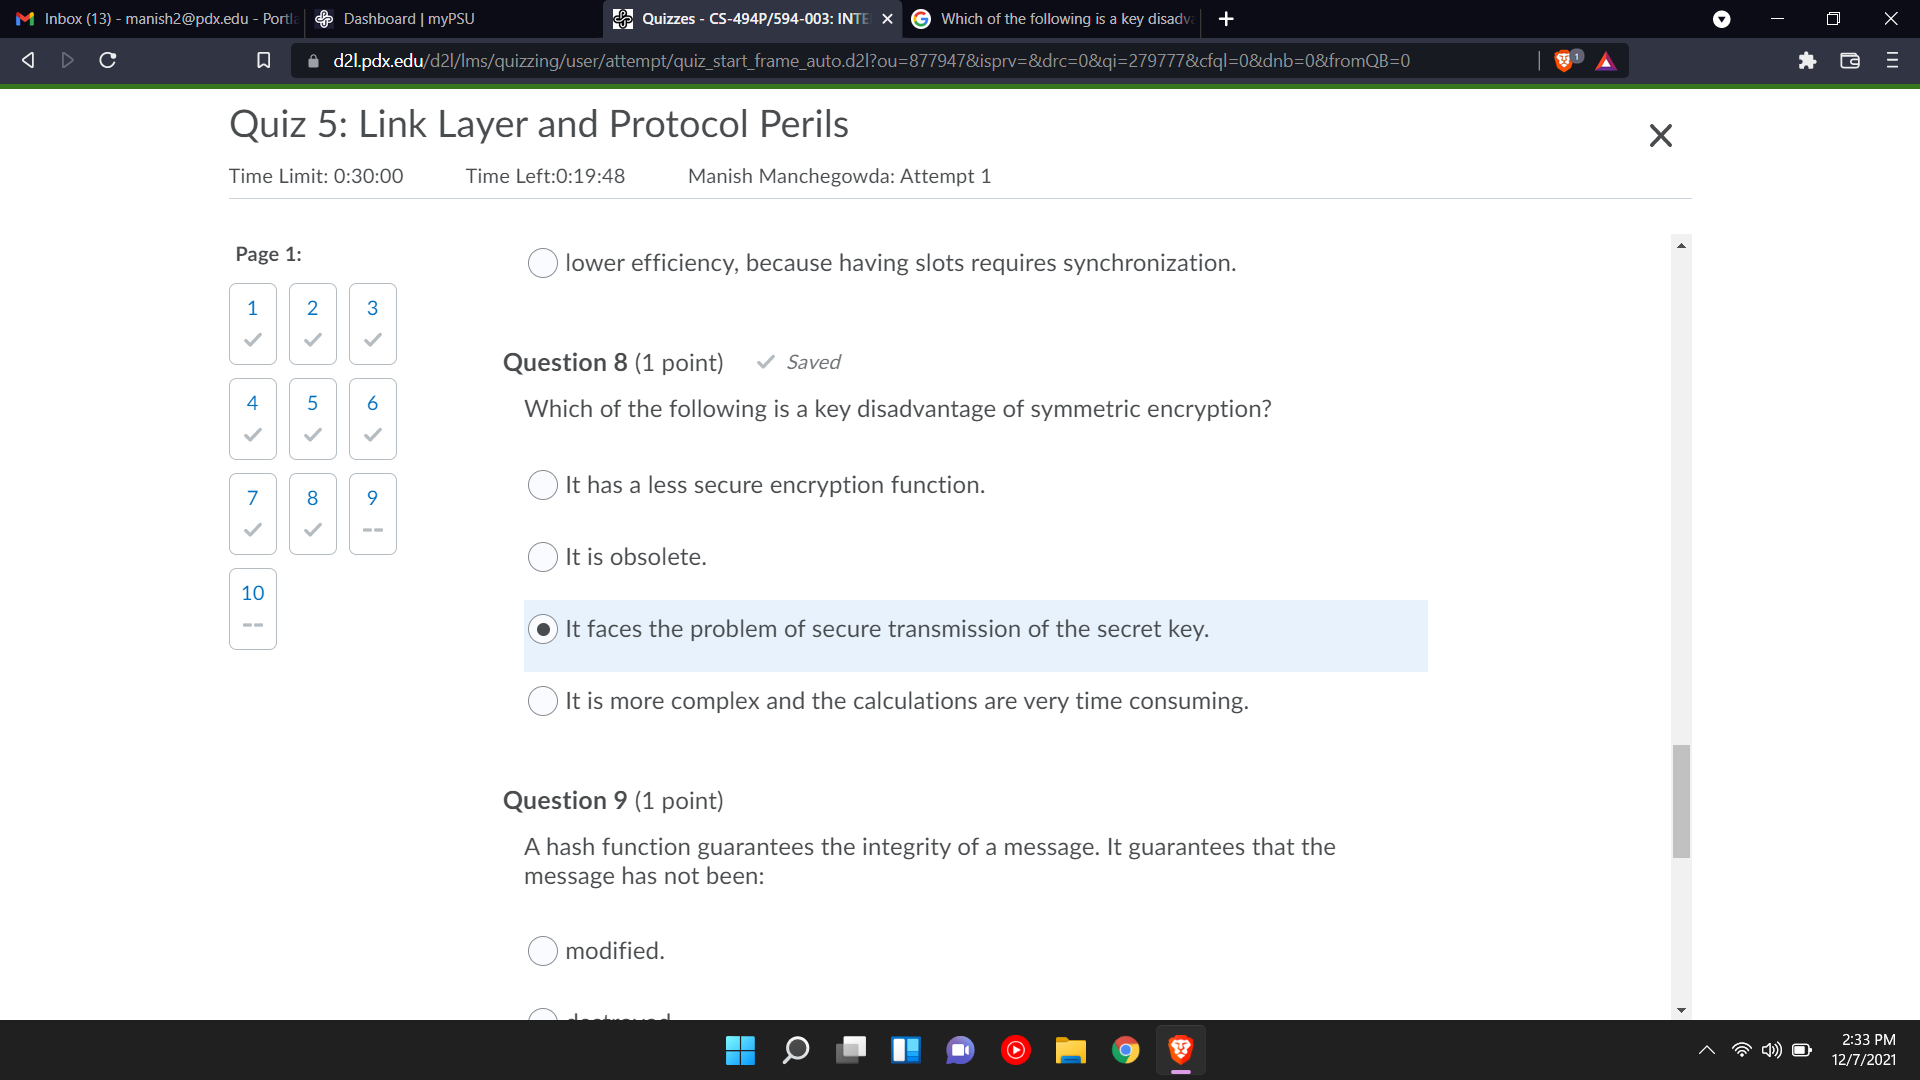 Inbox (13) - manish2@pdx.edu - Portla
Dashboard | myPSU
Quizzes - CS-494P/594-003: INTE
Which of the following is a key disadva
d2l.pdx.edu/d2l/lms/quizzing/user/attempt/quiz_start_frame_auto.d2l?ou=877947&isprv=&drc=0&qi=279777&cfql=0&dnb=0&fromQB=0
1
Quiz 5: Link Layer and Protocol Perils
Time Limit: 0:30:00
Time Left:0:19:48
Manish Manchegowda: Attempt 1
Page 1:
1
2
3
4
5
6
7
8
9
--
10
--
lower efficiency, because having slots requires synchronization.
Question 8 (1 point)
Saved
Which of the following is a key disadvantage of symmetric encryption?
It has a less secure encryption function.
It is obsolete.
It faces the problem of secure transmission of the secret key.
It is more complex and the calculations are very time consuming.
Question 9 (1 point)
A hash function guarantees the integrity of a message. It guarantees that the
message has not been:
modified.
2:33 PM
12/7/2021